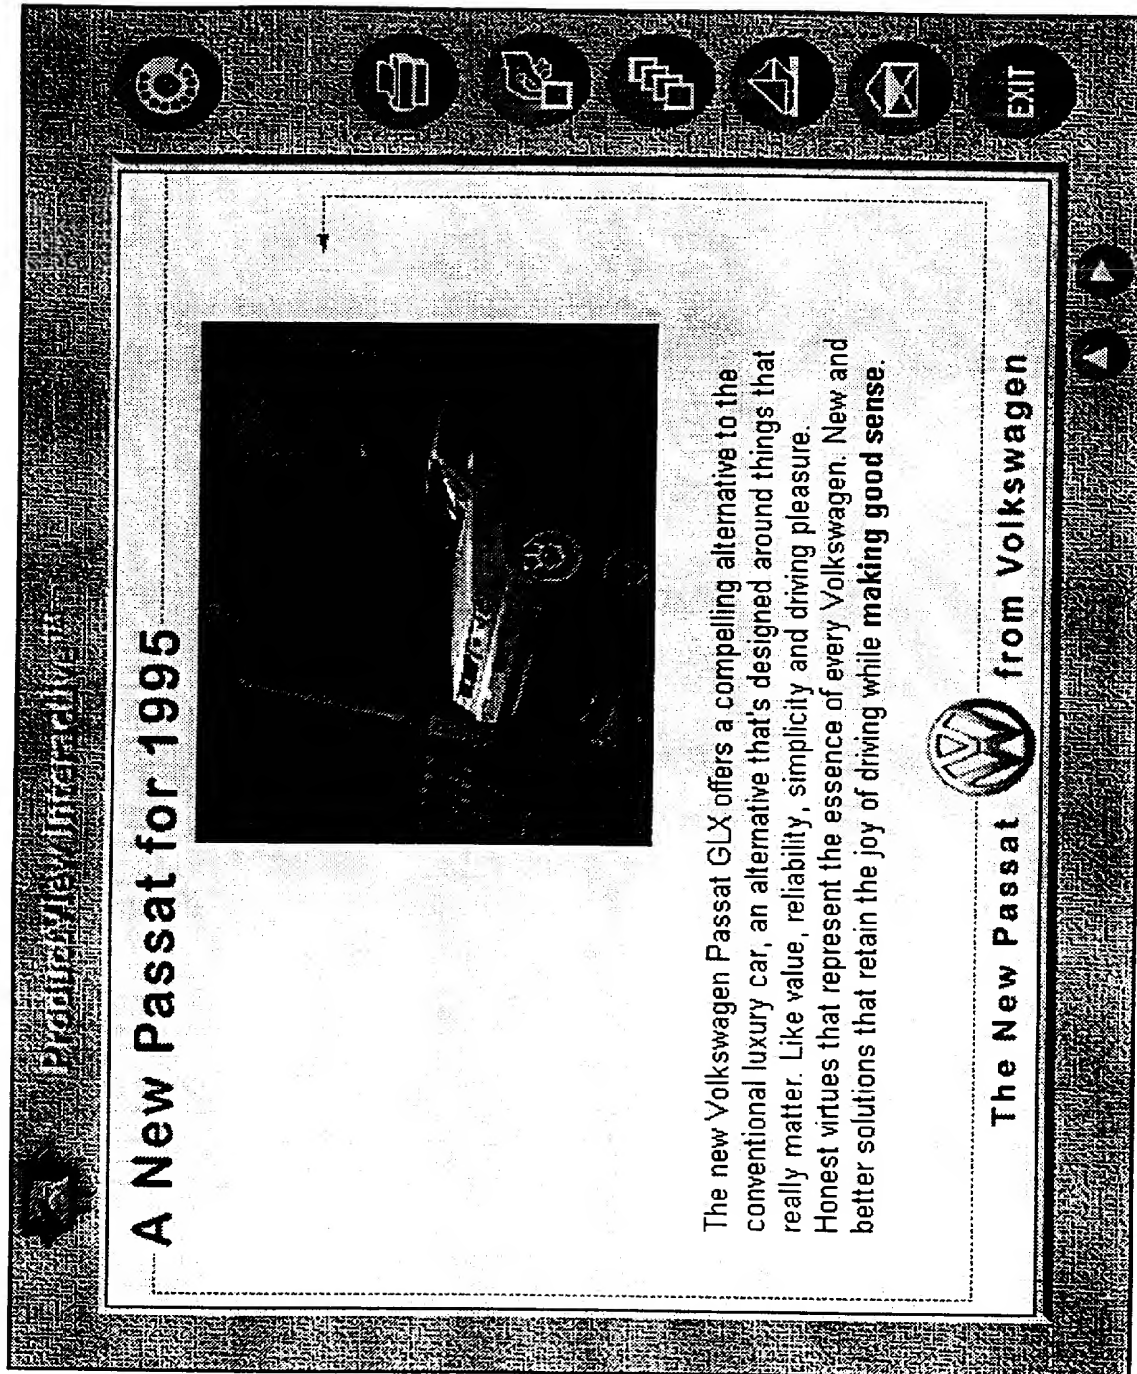 ProductView Interactive
EXIT
A New Passat for 1995
The new Volkswagen Passat GLX offers a compelling alternative to the
conventional luxury car, an alternative that's designed around things that
really matter. Like value, reliability, simplicity and driving pleasure.
Honest virtues that represent the essence of every Volkswagen. New and
better solutions that retain the joy of driving while making good sense.
The New Passat from Volkswagen